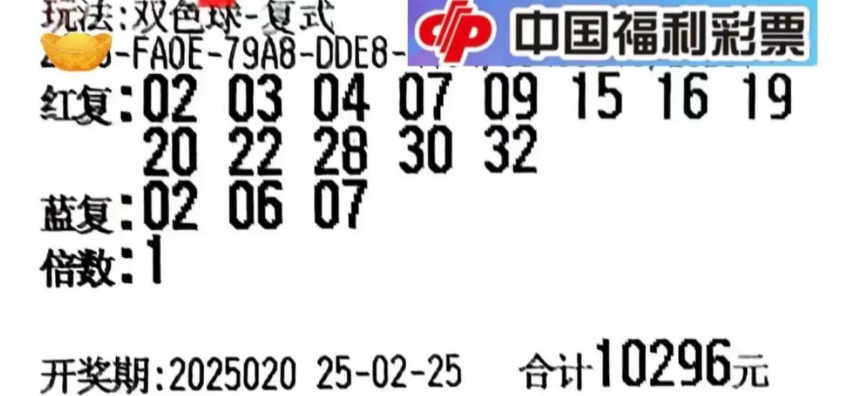 玩法:双色球-复式
中国福利彩票
-FA0E-79A8-DDE8-
红复:02 03 04 07 09 15 16 19
20 22 28 30 32
蓝复:02 06 07
倍数:1
开奖期:2025020 25-02-25 合计10296元